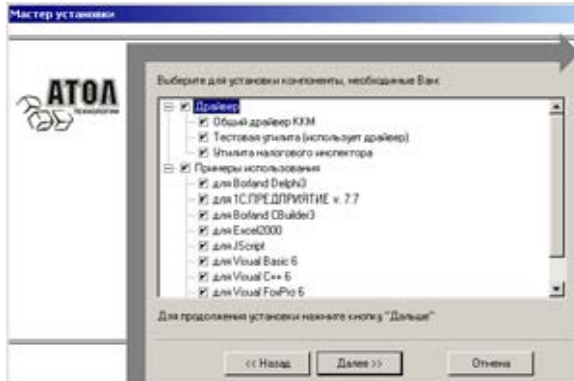 Мастер установки
АТОЛ
ТЕХНОЛОГИИ
Выберите для установки компоненты, необходимые Вам:
Драйвер
Общий драйвер ККМ
Тестовая утилита (использует драйвер)
Утилита налогового инспектора
Примеры использования
для Borland Delphi3
для 1С:ПРЕДПРИЯТИЕ v. 7.7
для Borland CBuilder3
для Excel2000
для JScript
для Visual Basic 6
для Visual C++ 6
для Visual FoxPro 6
Для продолжения установки нажмите кнопку "Дальше"
<< Назад
Далее >>
Отмена